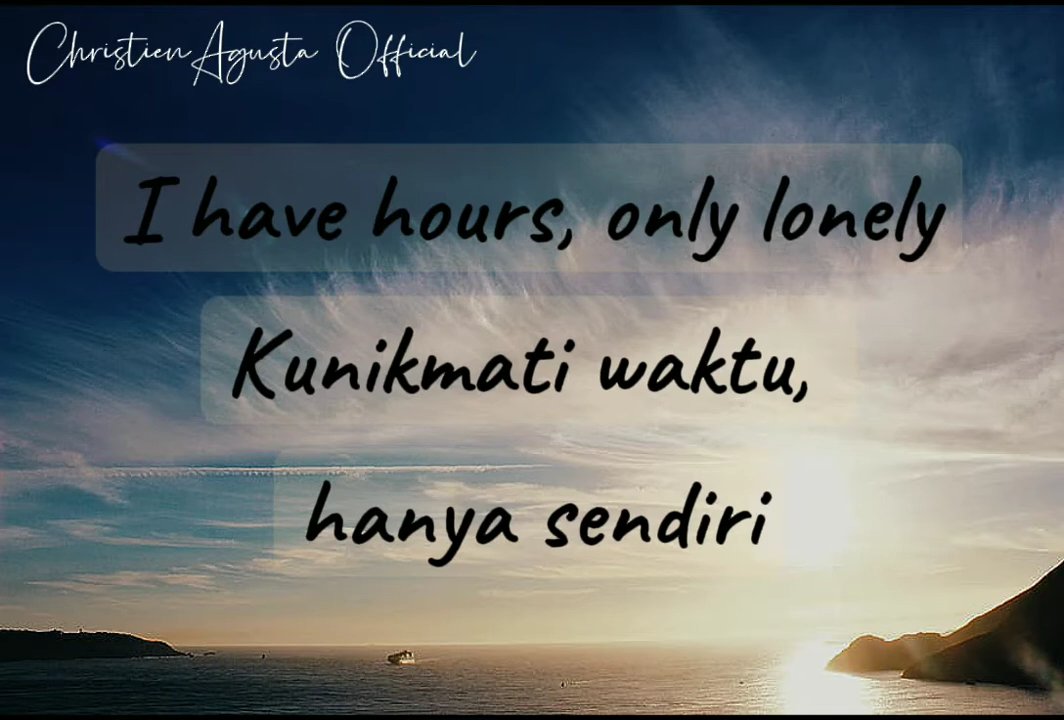 Christien Agusta Official
I have hours, only lonely
Kunikmati waktu,
hanya sendiri